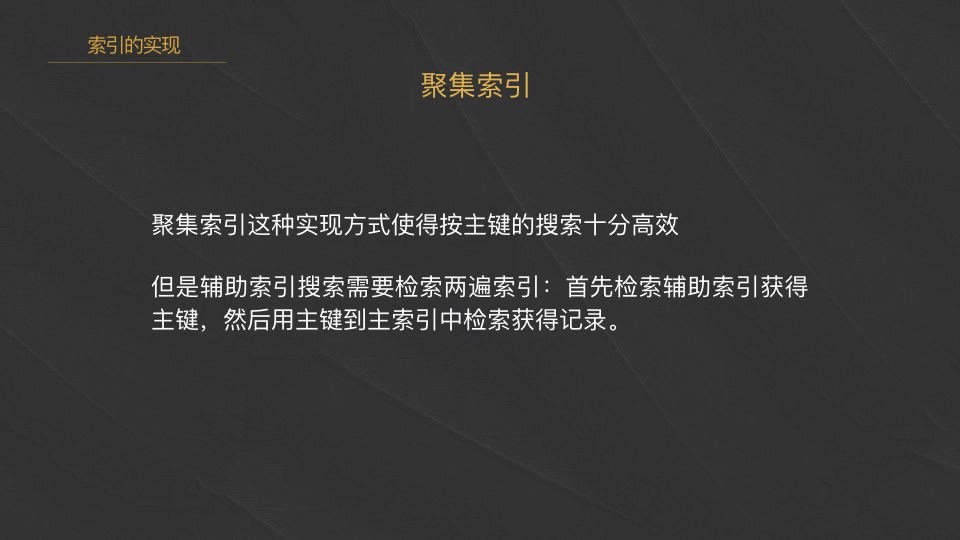 索引的实现
聚集索引
聚集索引这种实现方式使得按主键的搜索十分高效
但是辅助索引搜索需要检索两遍索引：首先检索辅助索引获得
主键，然后用主键到主索引中检索获得记录。